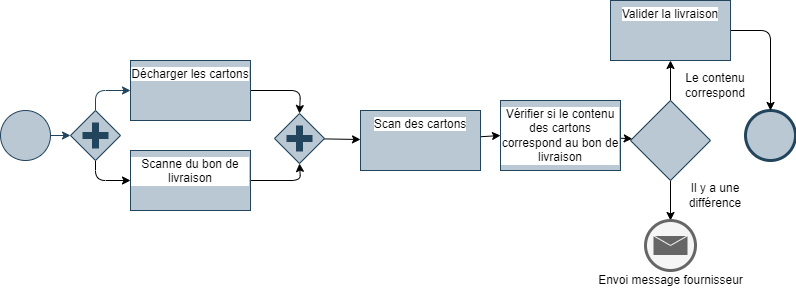 Décharger les cartons
Scanne du bon de
livraison
Scan des cartons
Vérifier si le contenu
des cartons
correspond au bon de
livraison
Valider la livraison
Le contenu
correspond
Il y a une
différence
Envoi message fournisseur